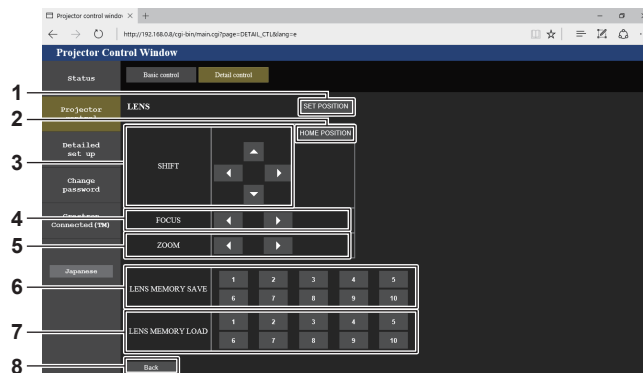 Projector control window × +
http://192.168.0.8/cgi-bin/main.cgi?page=DETAIL_CTL&lang=e
Projector Control Window
Status
Basic control
Detail control
1
Projector
LENS
SET POSITION
2
HOME POSITION
Detailed
set up
3
SHIFT
Change
password
4
Connected(TM)
FOCUS
5
ZOOM
Japanese
6
LENS MEMORY SAVE
1 2 3 4 5
6 7 8 9 10
7
LENS MEMORY LOAD
1 2 3 4 5
6 7 8 9 10
8
Back